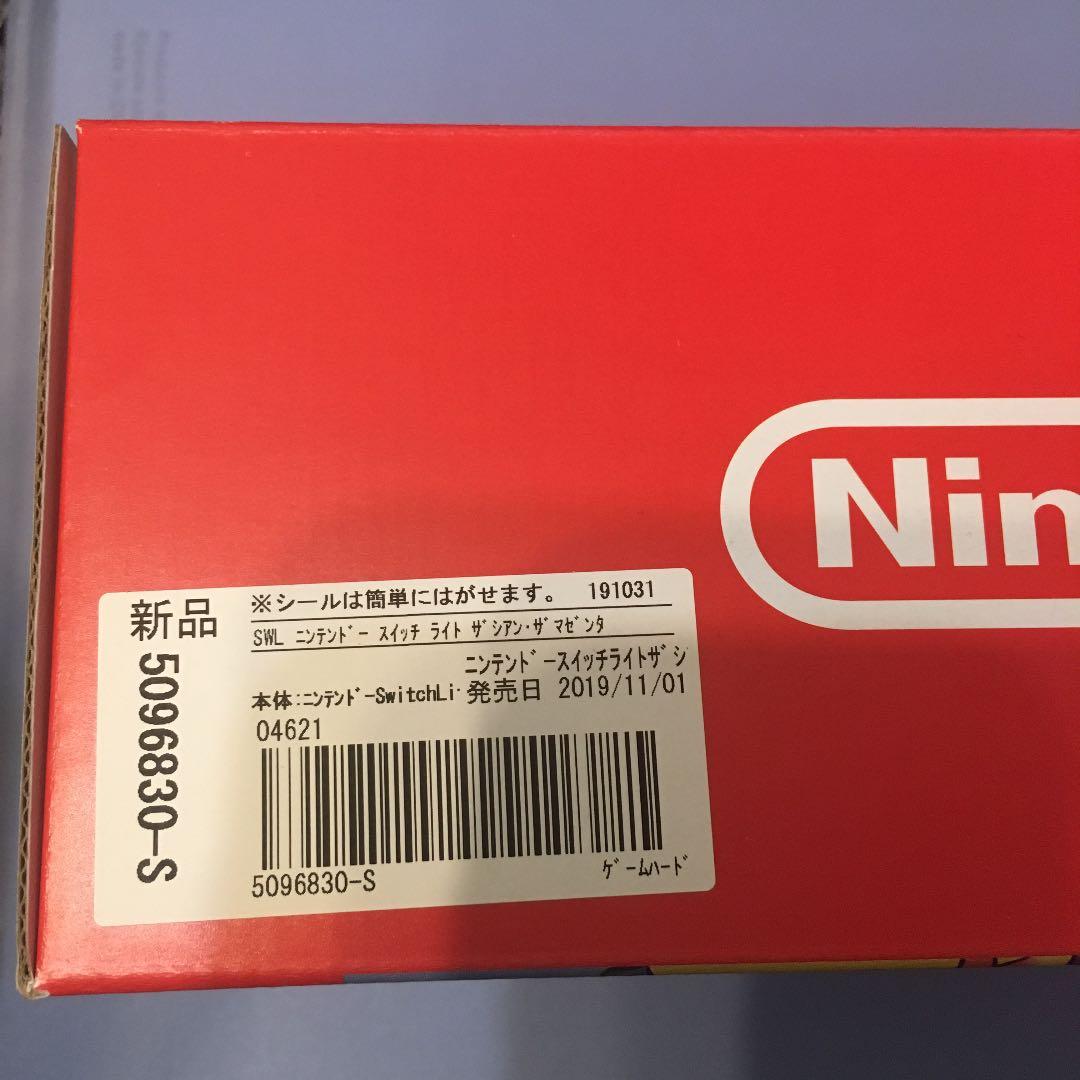 Nin
新品
5096830-S
※シールは簡単にはがせます。 191031
SWL ニンテンドー スイッチ ライト ザシアン・ザマゼンタ
ニンテンドースイッチライトザシ
本体:ニンテンドーSwitchLi 発売日 2019/11/01
04621
5096830-S
ゲームハード